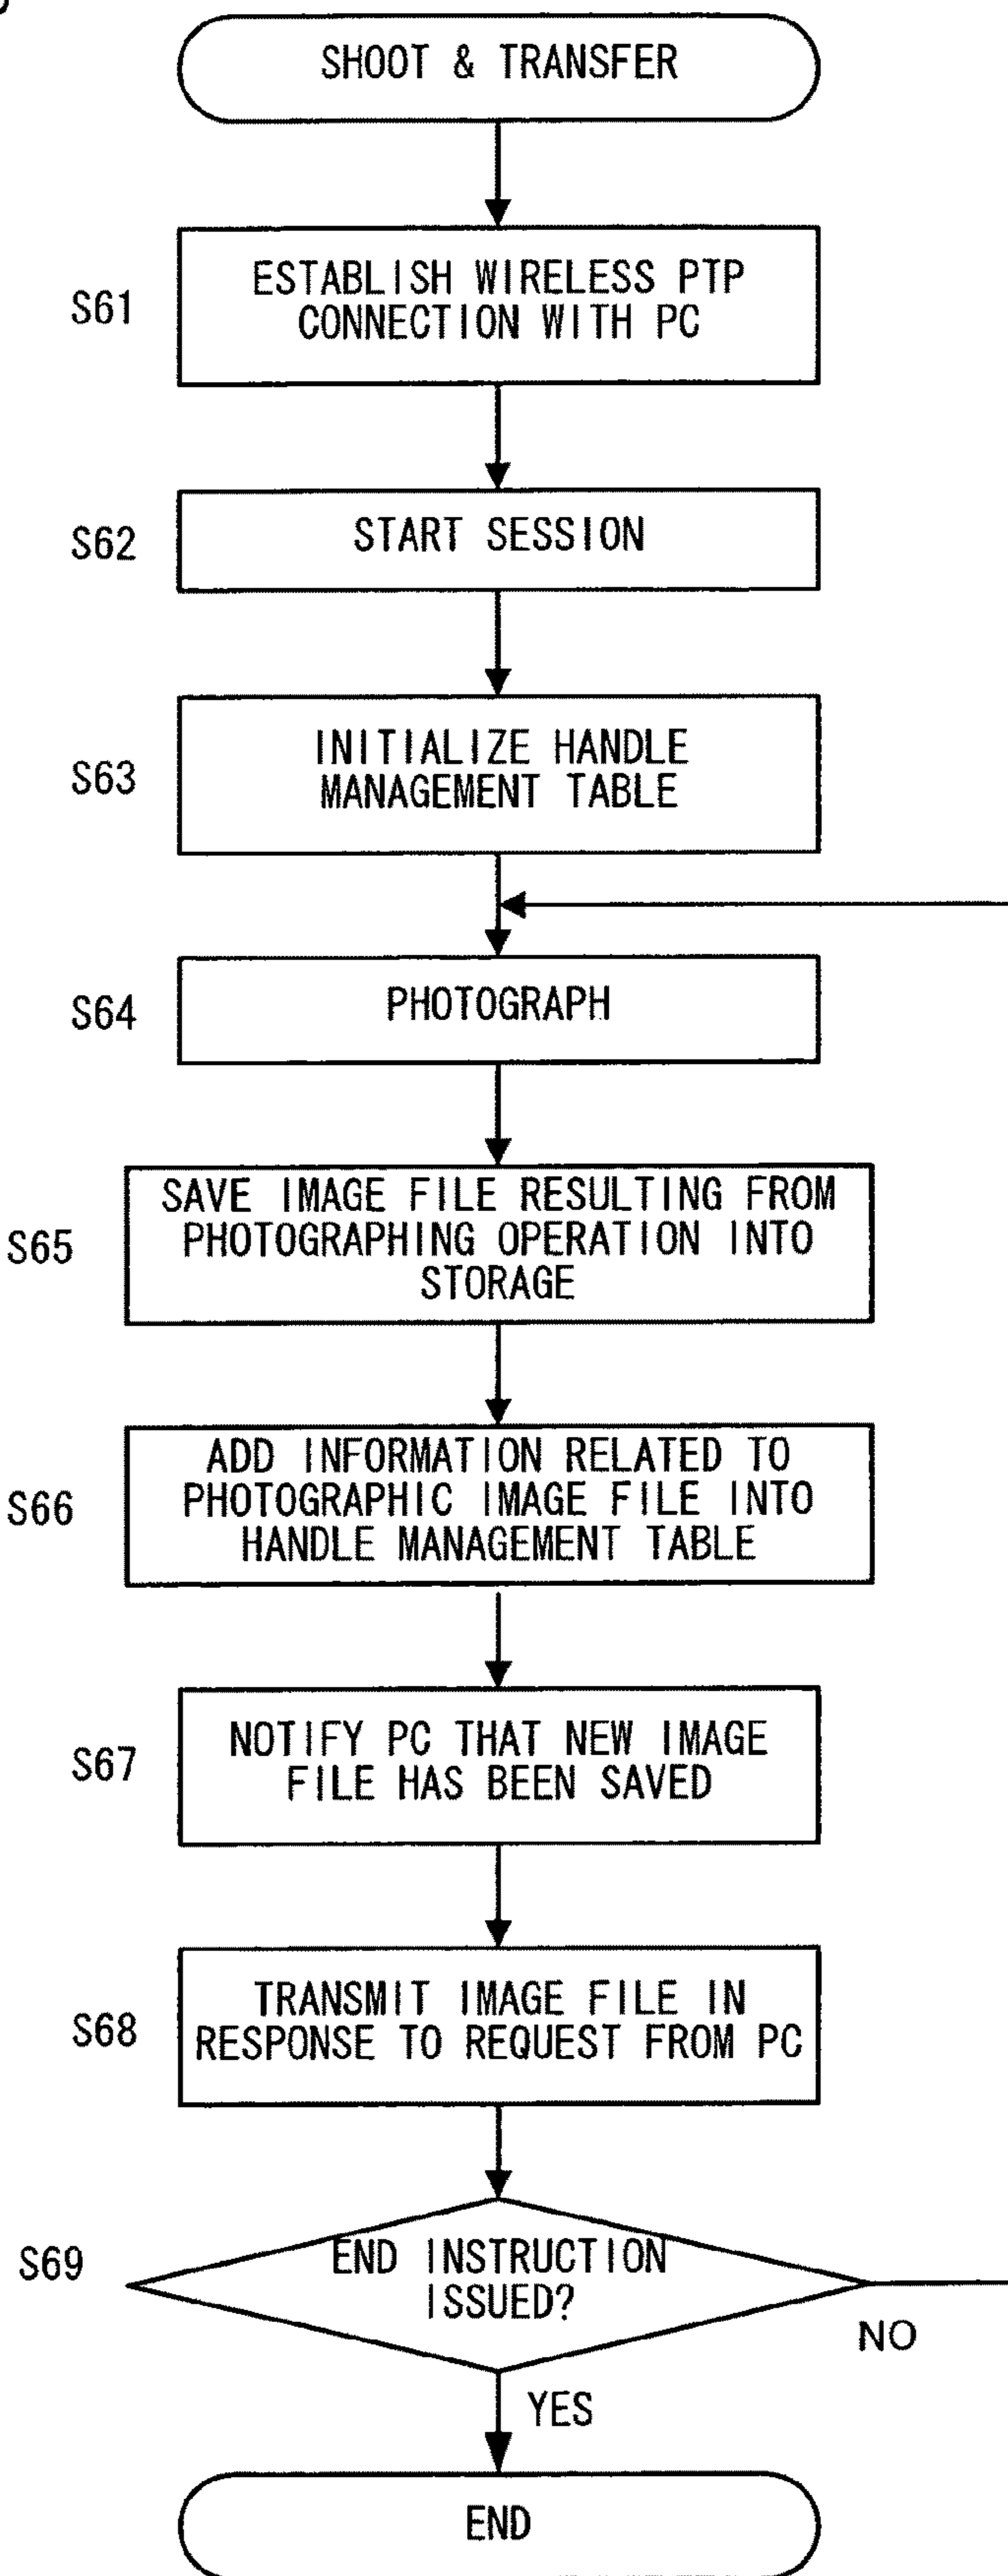 SHOOT & TRANSFER
S61
ESTABLISH WIRELESS PTP
CONNECTION WITH PC
S62
START SESSION
S63
INITIALIZE HANDLE
MANAGEMENT TABLE
S64
PHOTOGRAPH
S65
SAVE IMAGE FILE RESULTING FROM
PHOTOGRAPHING OPERATION INTO
STORAGE
S66
ADD INFORMATION RELATED TO
PHOTOGRAPHIC IMAGE FILE INTO
HANDLE MANAGEMENT TABLE
S67
NOTIFY PC THAT NEW IMAGE
FILE HAS BEEN SAVED
S68
TRANSMIT IMAGE FILE IN
RESPONSE TO REQUEST FROM PC
S69
END INSTRUCTION
ISSUED?
NO
YES
END